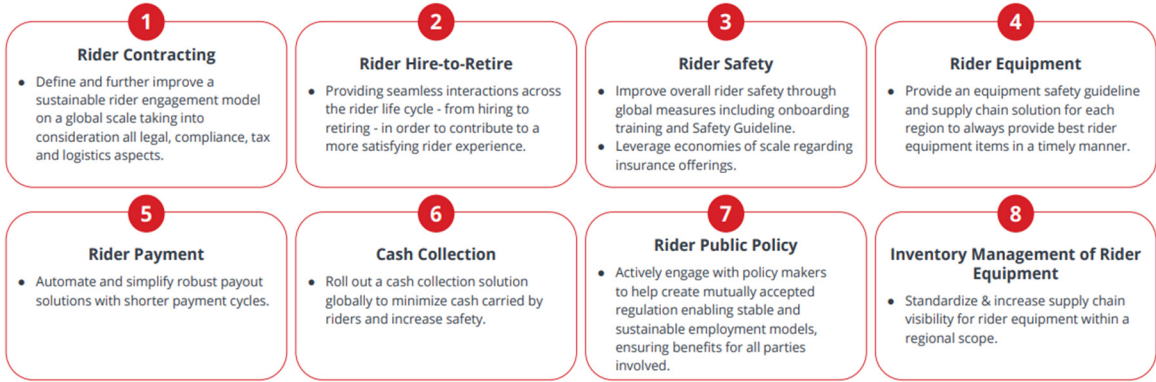 1
Rider Contracting
● Define and further improve a
sustainable rider engagement model
on a global scale taking into
consideration all legal, compliance, tax
and logistics aspects.
2
Rider Hire-to-Retire
● Providing seamless interactions across
the rider life cycle - from hiring to
retiring - in order to contribute to a
more satisfying rider experience.
3
Rider Safety
● Improve overall rider safety through
global measures including onboarding
training and Safety Guideline.
● Leverage economies of scale regarding
insurance offerings.
4
Rider Equipment
● Provide an equipment safety guideline
and supply chain solution for each
region to always provide best rider
equipment items in a timely manner.
5
Rider Payment
● Automate and simplify robust payout
solutions with shorter payment cycles.
6
Cash Collection
● Roll out a cash collection solution
globally to minimize cash carried by
riders and increase safety.
7
Rider Public Policy
● Actively engage with policy makers
to help create mutually accepted
regulation enabling stable and
sustainable employment models,
ensuring benefits for all parties
involved.
8
Inventory Management of Rider
Equipment
● Standardize & increase supply chain
visibility for rider equipment within a
regional scope.